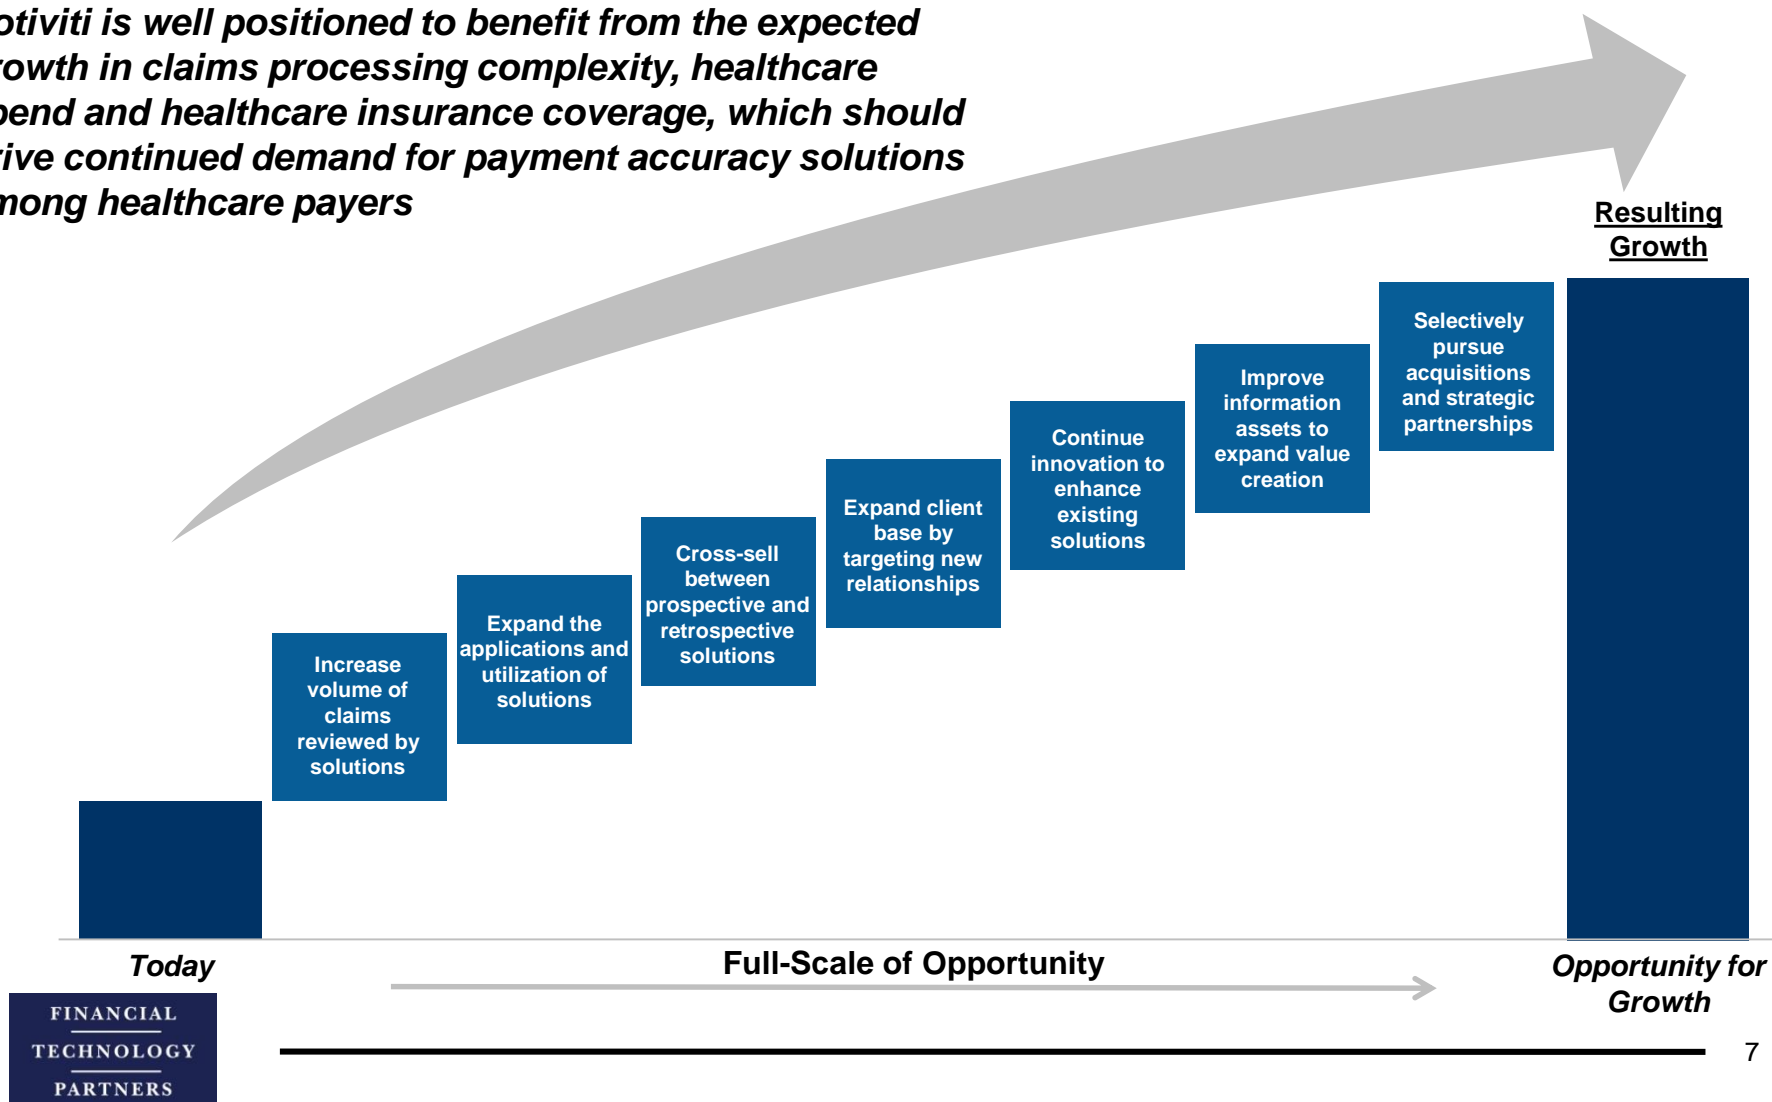 otiviti is well positioned to benefit from the expected
rowth in claims processing complexity, healthcare
pend and healthcare insurance coverage, which should
rive continued demand for payment accuracy solutions
mong healthcare payers
Resulting
Growth
Selectively
pursue
acquisitions
and strategic
partnerships
Improve
information
assets to
expand value
creation
Continue
innovation to
enhance
existing
solutions
Expand client
base by
targeting new
relationships
Cross-sell
between
prospective and
retrospective
solutions
Expand the
applications and
utilization of
solutions
Increase
volume of
claims
reviewed by
solutions
Today
Full-Scale of Opportunity
Opportunity for
Growth
FINANCIAL
TECHNOLOGY
PARTNERS
7